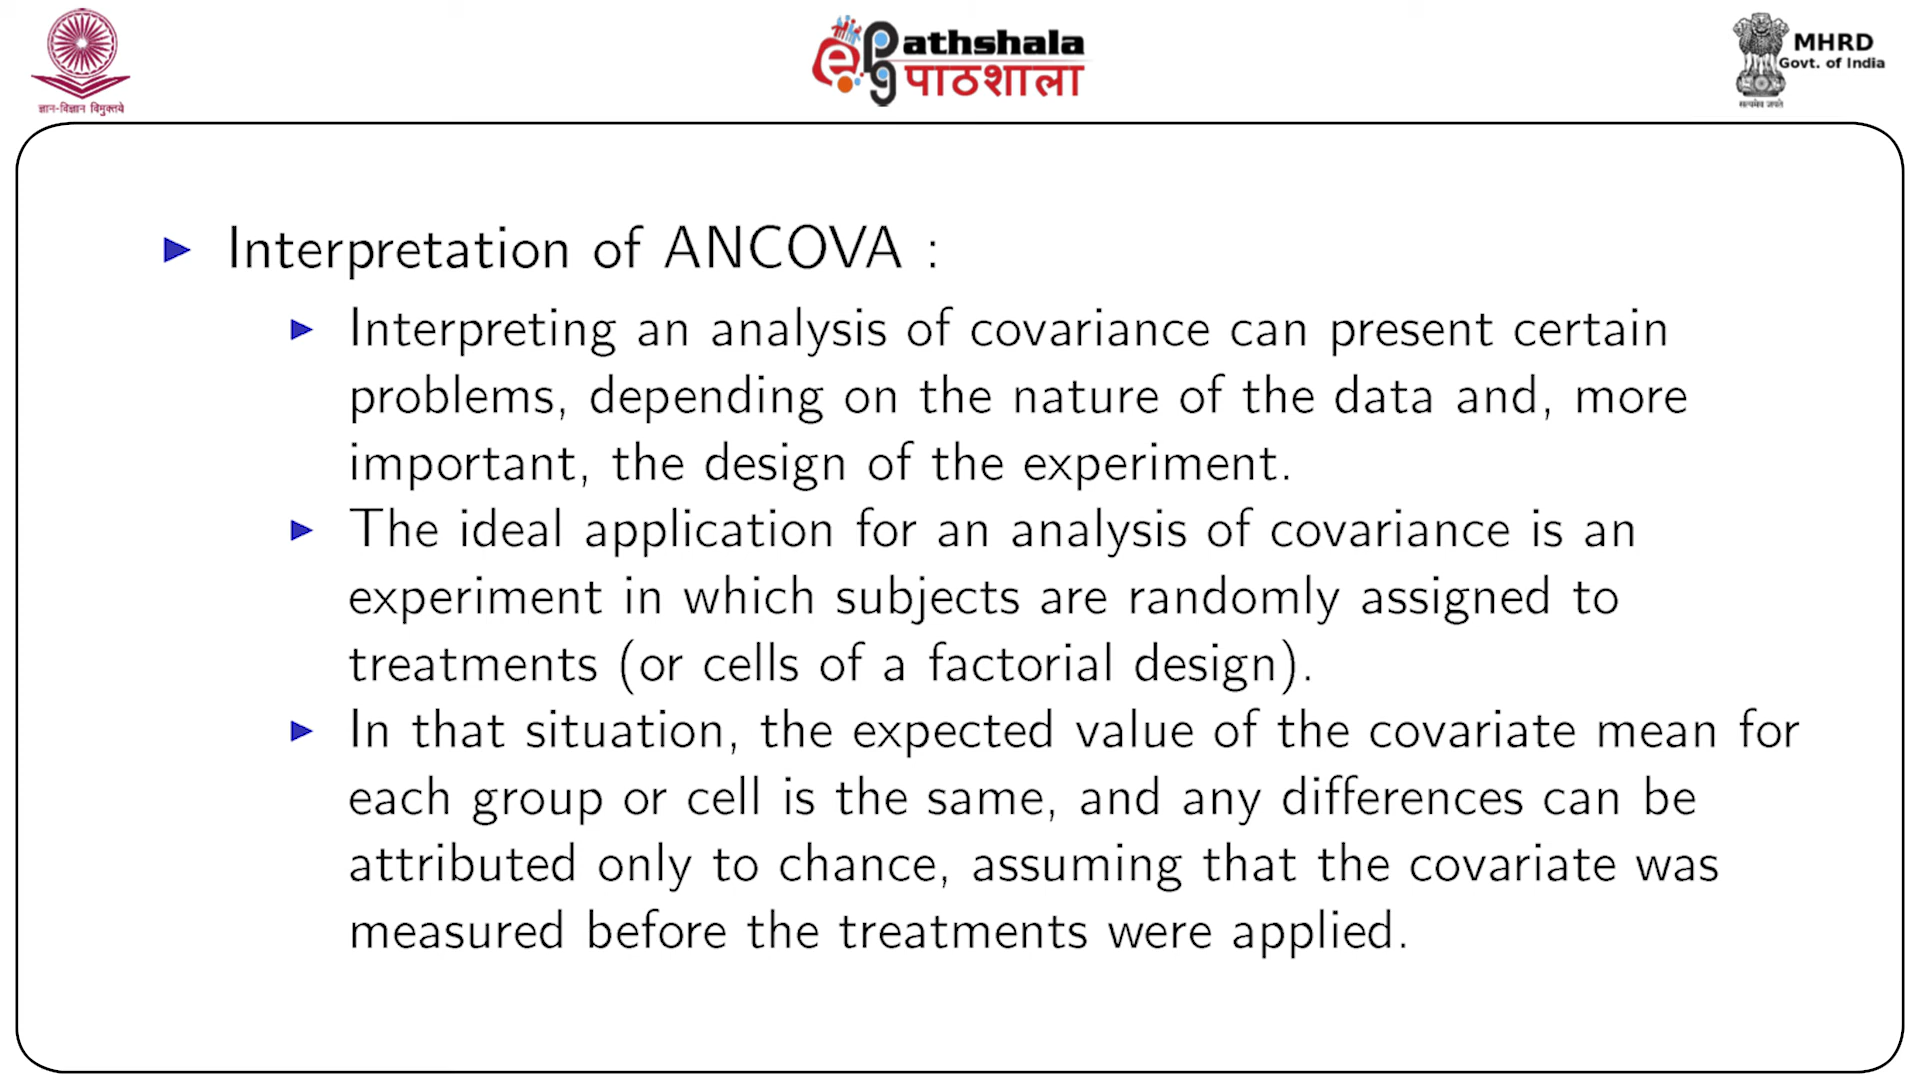 ज्ञान-विज्ञान विमुक्तये
ePg athshala
पाठशाला
MHRD
Govt. of India
सत्यमेव जयते
Interpretation of ANCOVA :
Interpreting an analysis of covariance can present certain
problems, depending on the nature of the data and, more
important, the design of the experiment.
The ideal application for an analysis of covariance is an
experiment in which subjects are randomly assigned to
treatments (or cells of a factorial design).
In that situation, the expected value of the covariate mean for
each group or cell is the same, and any differences can be
attributed only to chance, assuming that the covariate was
measured before the treatments were applied.